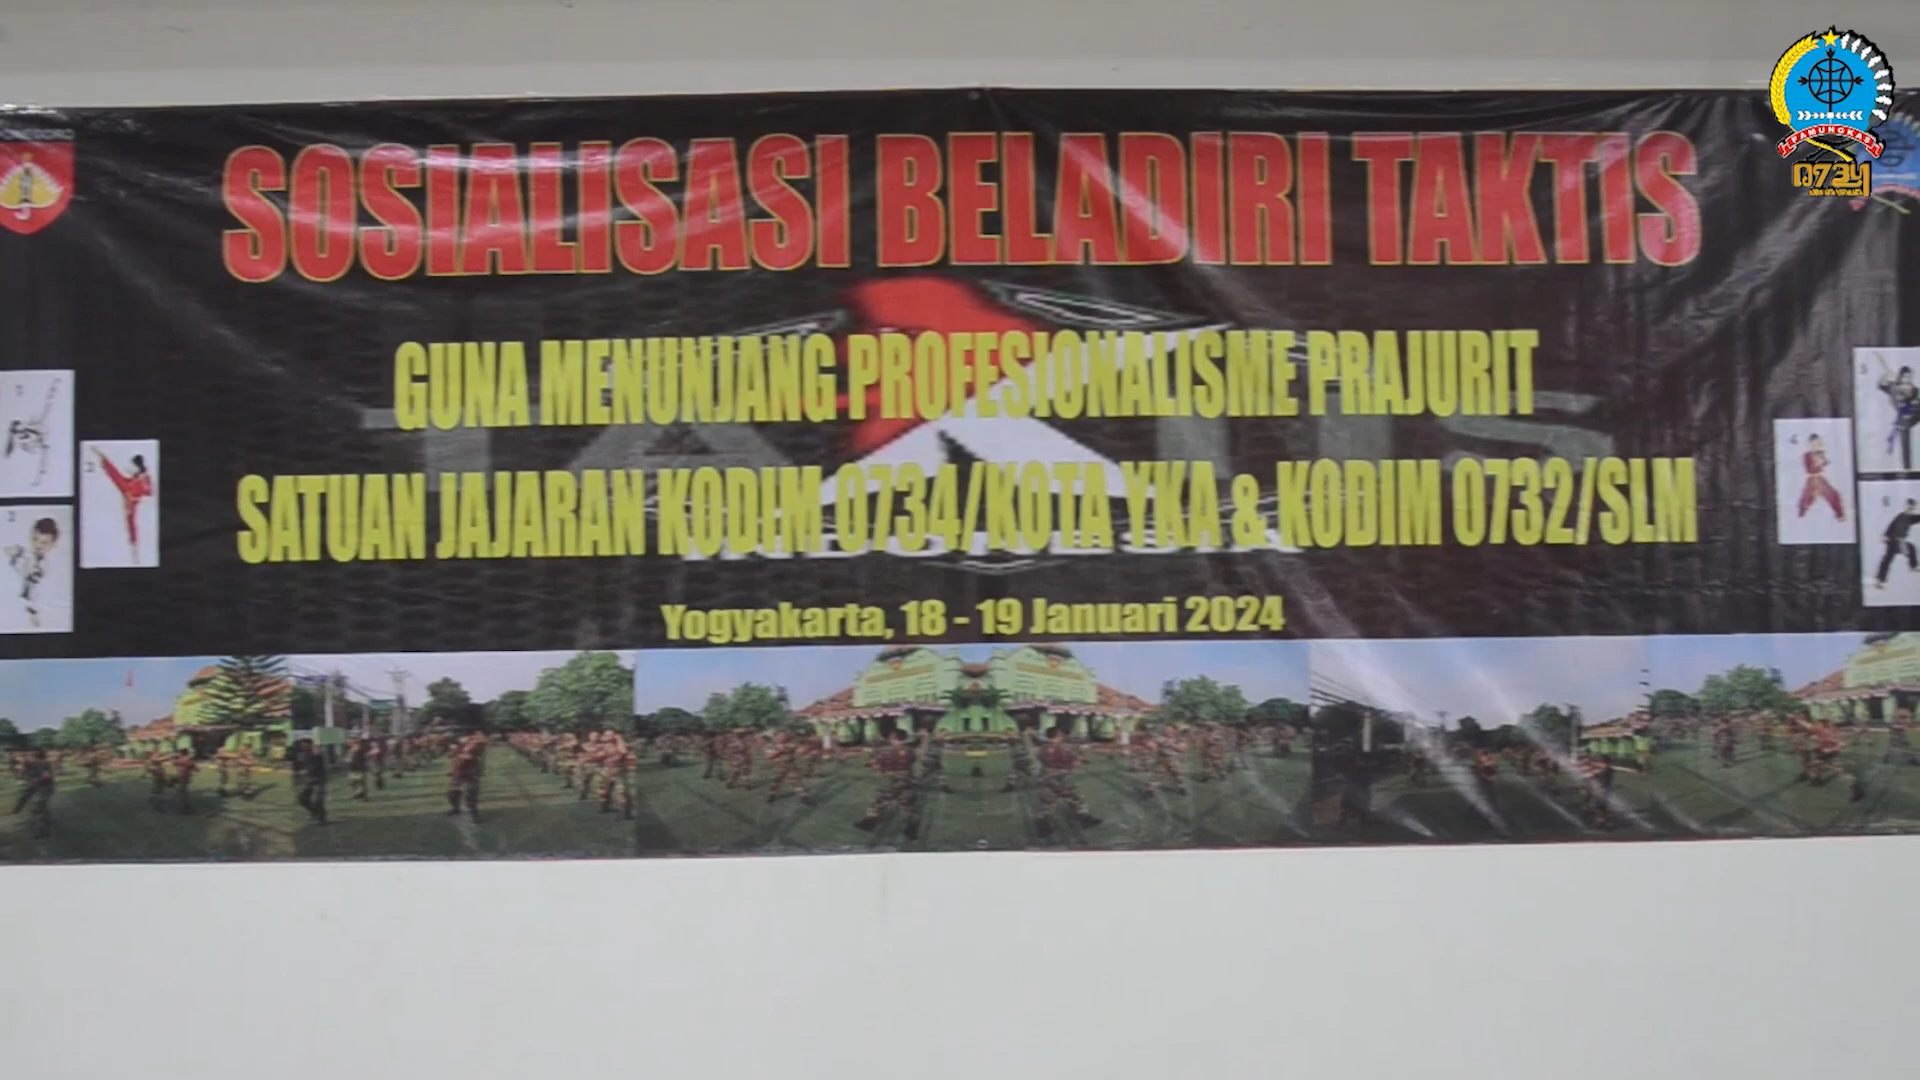 SOSIALISASI BELADIRI TAKTIS
GUNA MENUNJANG PROFESIONALISME PRAJURIT
SATUAN JAJARAN KODIM 0734/KOTA YKA & KODIM 0732/SLM
Yogyakarta, 18 - 19 Januari 2024
PAMUNGKAS
0734